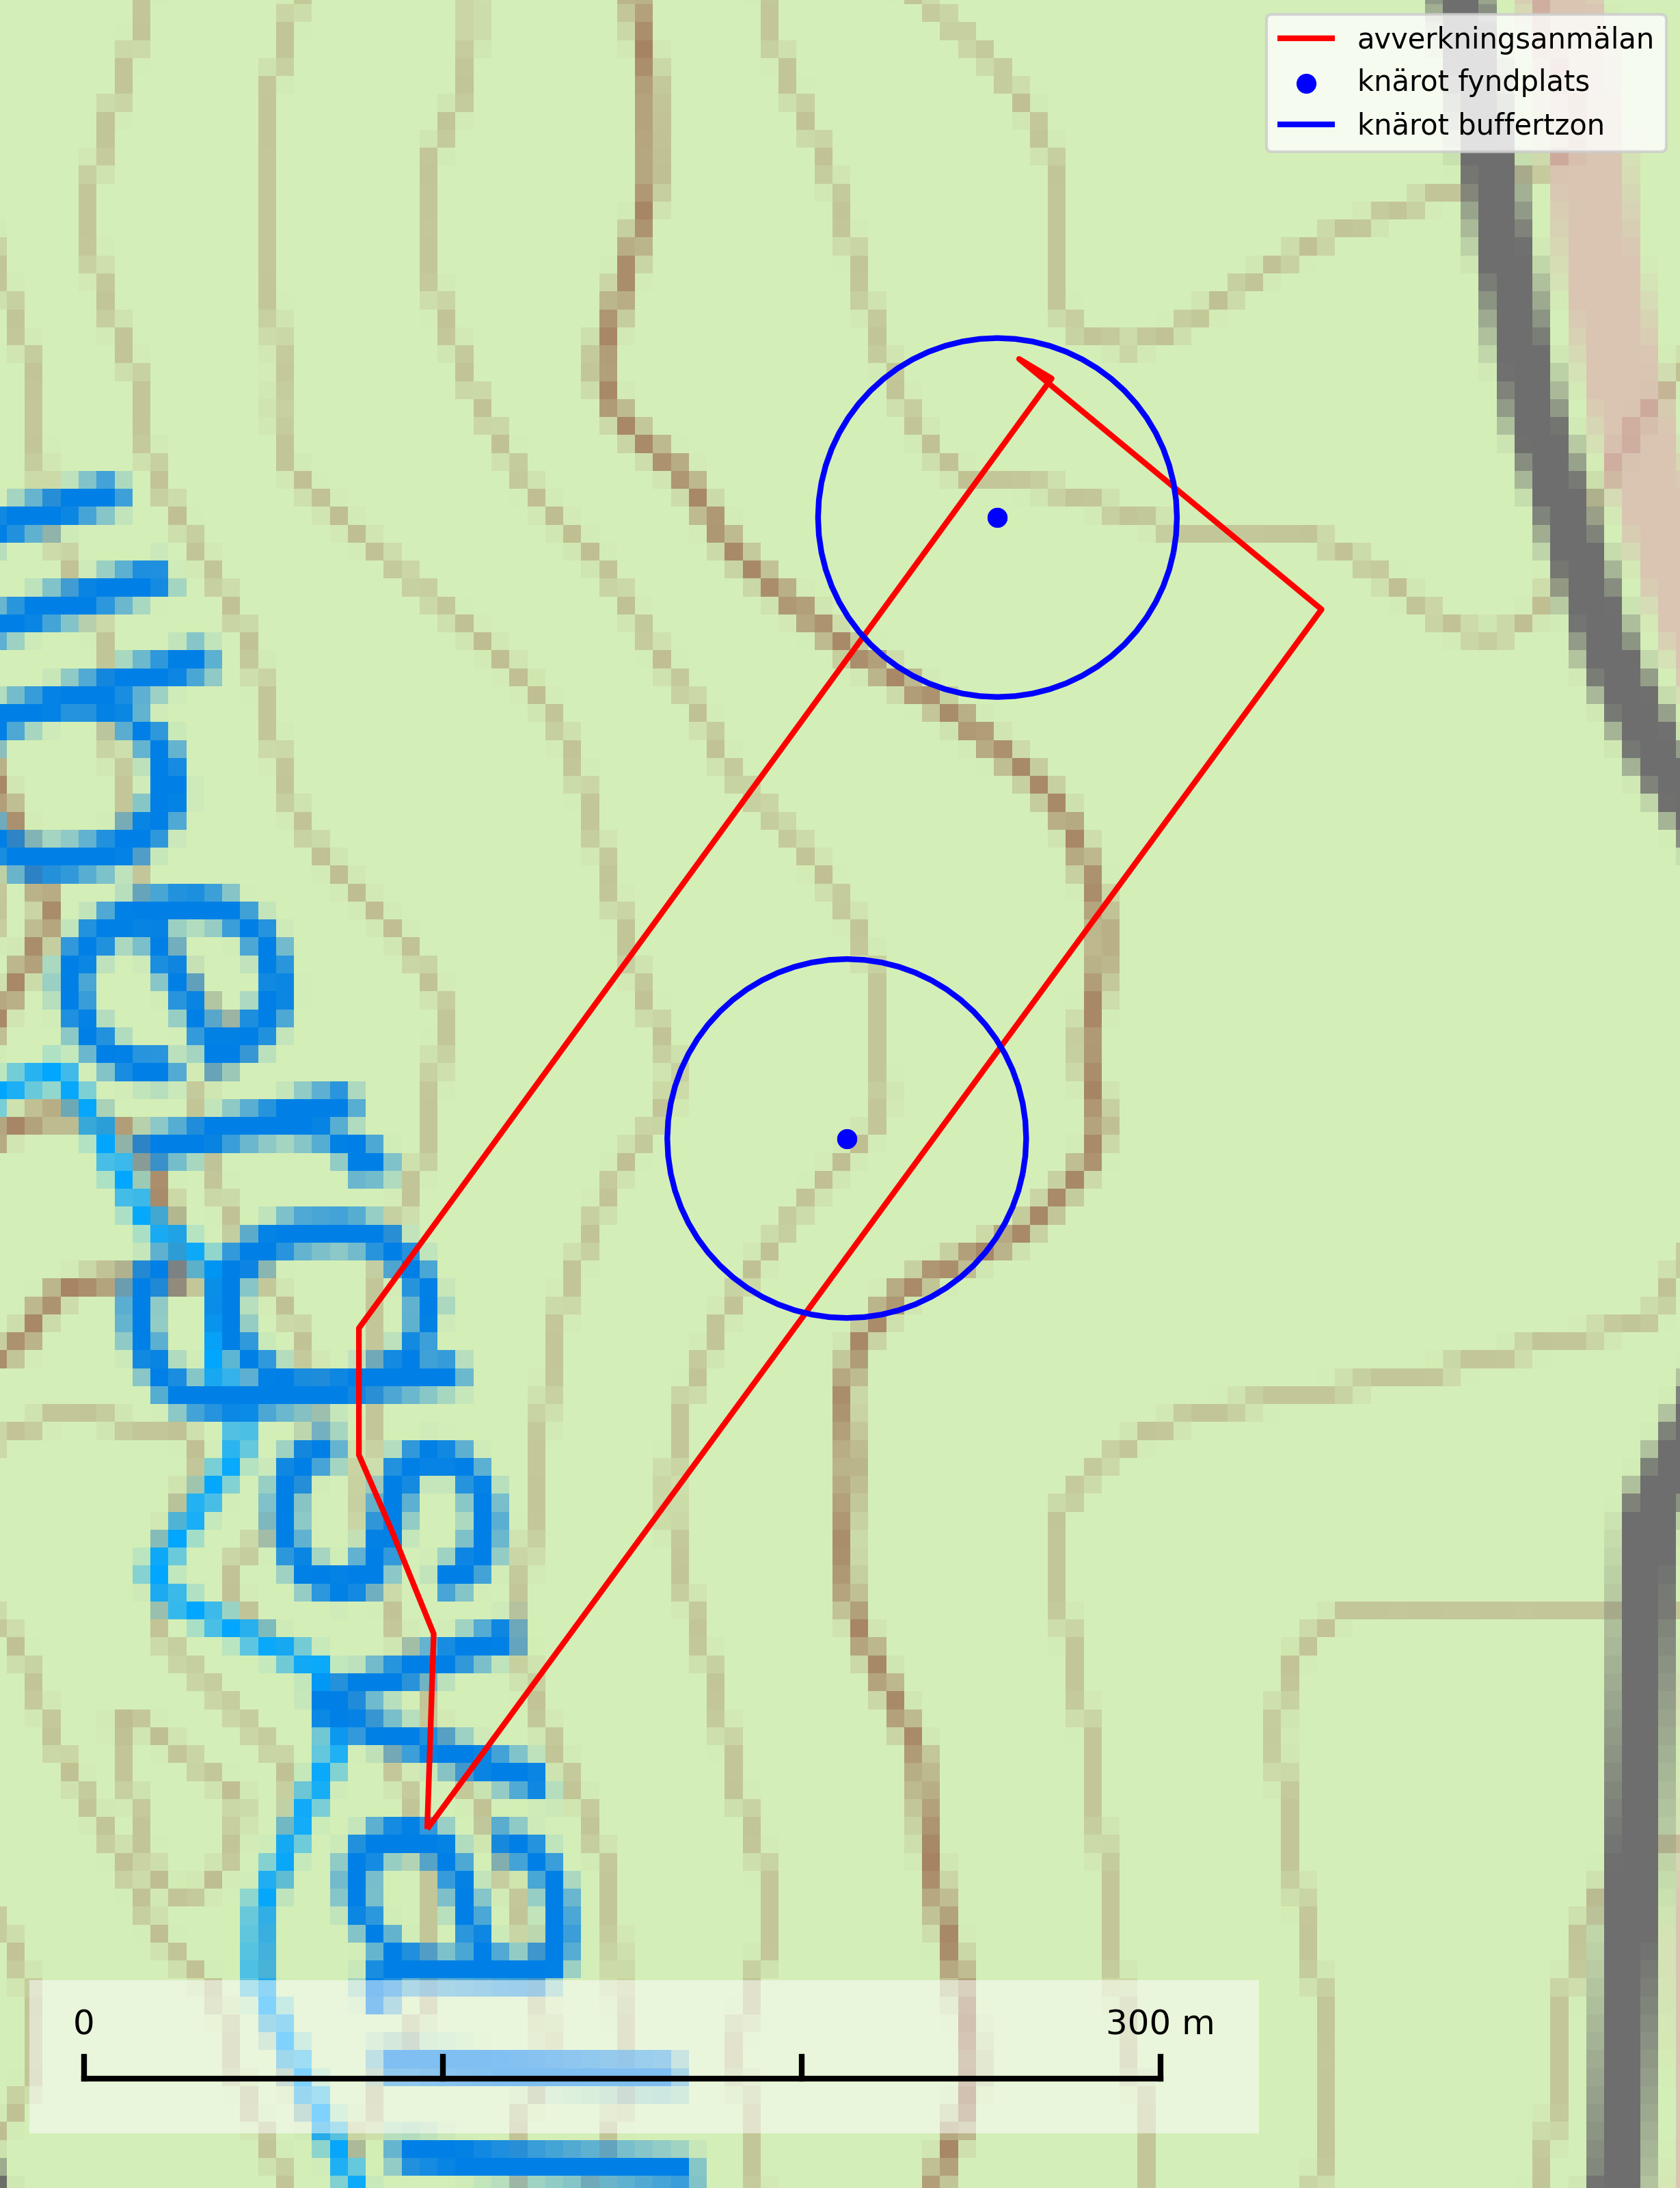 avverkningsanmälan
knärot fyndplats
knärot buffertzon
0 300 m